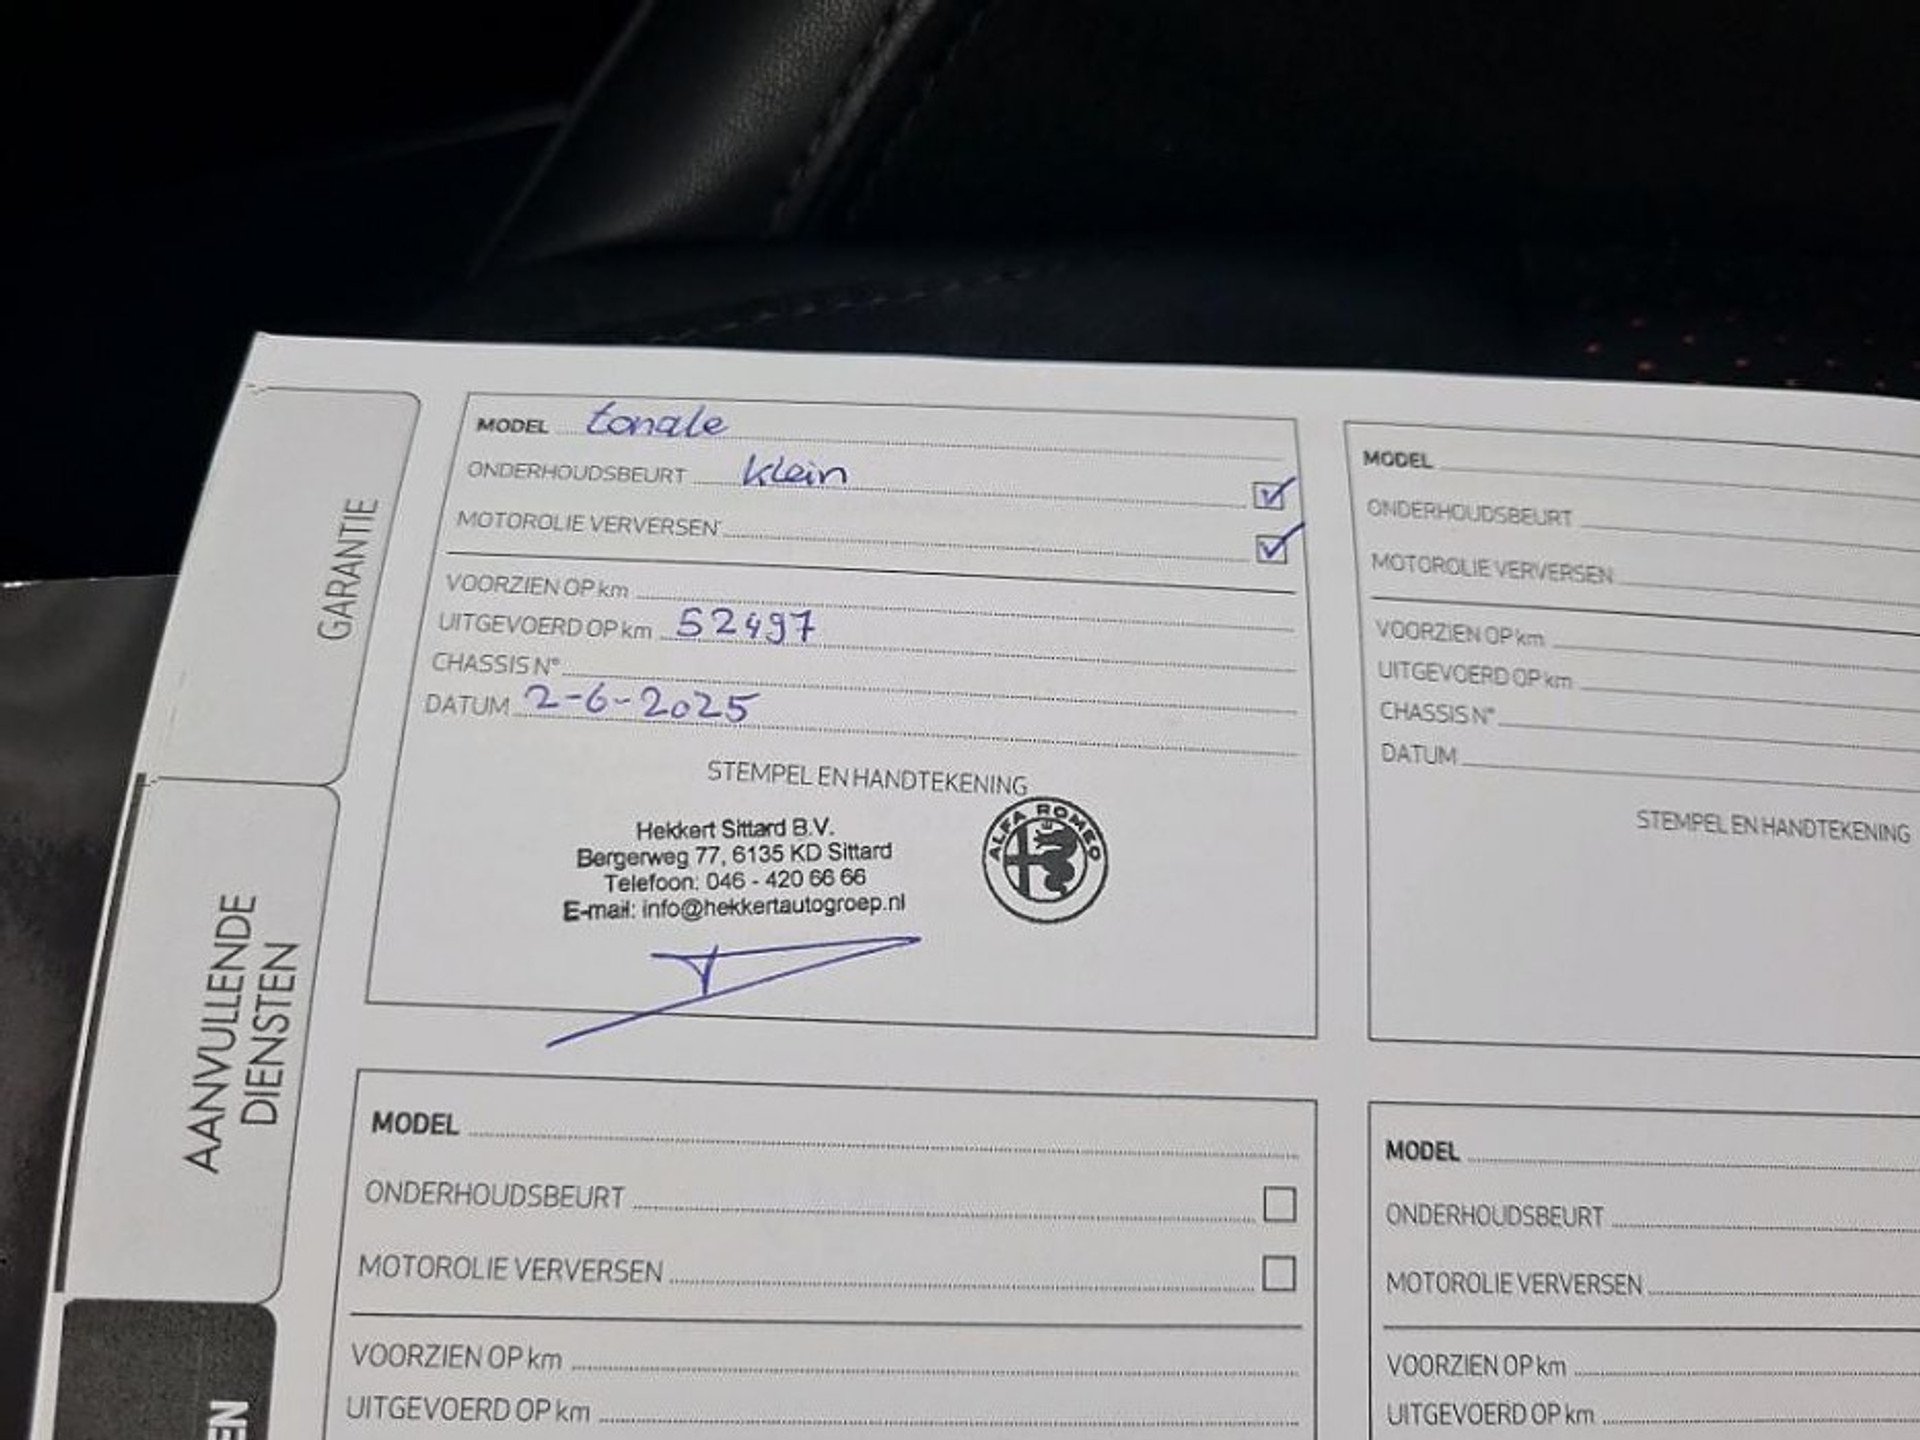 GARANTIE
AANVULLENDE
DIENSTEN
EN
MODEL tonale
ONDERHOUDSBEURT klein
MOTOROLIE VERVERSEN
VOORZIEN OP km
UITGEVOERD OP km 52497
CHASSIS N°
DATUM 2-6-2025
STEMPEL EN HANDTEKENING
Hekkert Sittard B.V.
Bergerweg 77, 6135 KD Sittard
Telefoon: 046 - 420 66 66
E-mail: info@hekkertautogroep.nl
ALFA ROMEO
MODEL
ONDERHOUDSBEURT
MOTOROLIE VERVERSEN
VOORZIEN OP km
UITGEVOERD OP km
CHASSIS N°
DATUM
STEMPEL EN HANDTEKENING
MODEL
ONDERHOUDSBEURT
MOTOROLIE VERVERSEN
VOORZIEN OP km
UITGEVOERD OP km
MODEL
ONDERHOUDSBEURT
MOTOROLIE VERVERSEN
VOORZIEN OP km
UITGEVOERD OP km